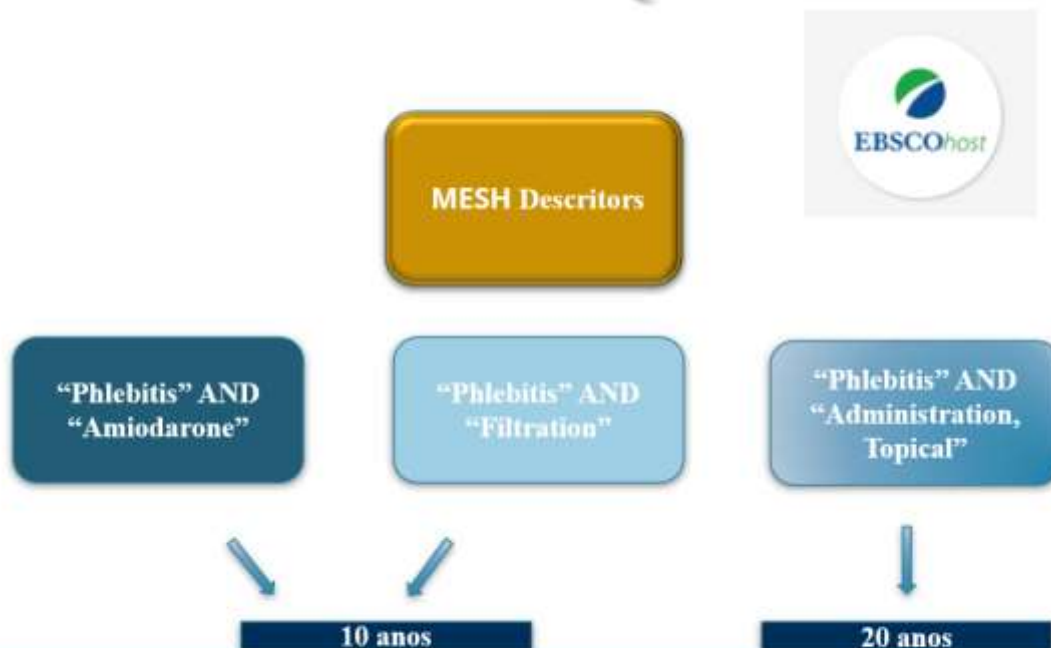 EBSCOhost
MESH Descritors
“Phlebitis” AND
“Amiodarone”
“Phlebitis” AND
“Filtration”
“Phlebitis” AND
“Administration,
Topical”
10 anos
20 anos